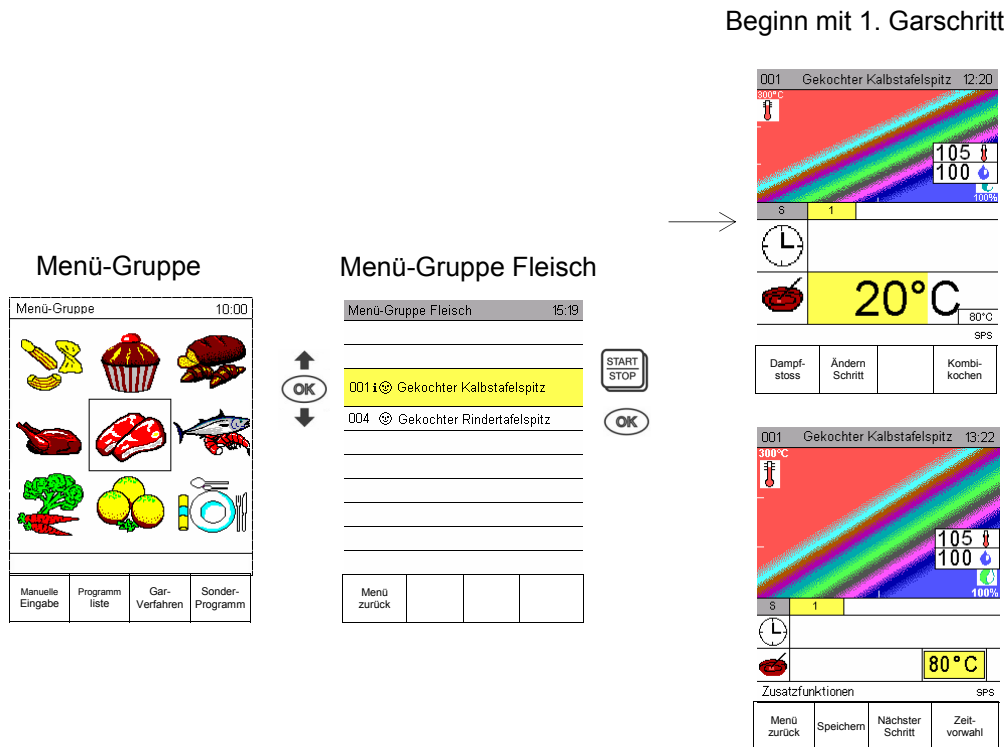 Beginn mit 1. Garschritt
Menü-Gruppe
Menü-Gruppe 10:00
Manuelle Eingabe
Programm liste
Gar- Verfahren
Sonder- Programm
Menü-Gruppe Fleisch
Menü-Gruppe Fleisch 15:19
001 i Gekochter Kalbstafelspitz
004 Gekochter Rindertafelspitz
Menü zurück
OK
START
STOP
OK
001 Gekochter Kalbstafelspitz 12:20
300°C
105
100
100%
S 1
20°C
80°C
SPS
Dampf- stoss
Ändern Schritt
Kombi- kochen
001 Gekochter Kalbstafelspitz 13:22
300°C
105
100
100%
S 1
80°C
Zusatzfunktionen SPS
Menü zurück
Speichern
Nächster Schritt
Zeit- vorwahl